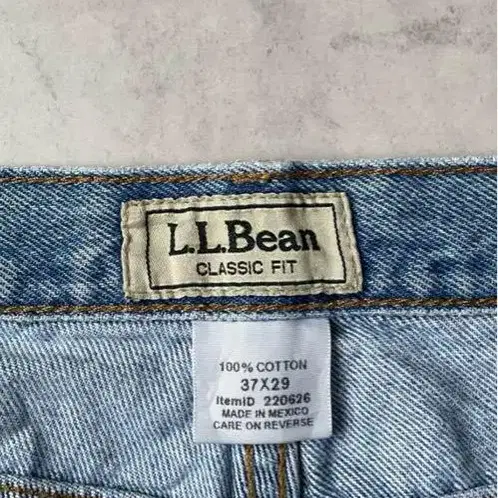 L.L.Bean
CLASSIC FIT
100% COTTON
37X29
ItemID 220626
MADE IN MEXICO
CARE ON REVERSE